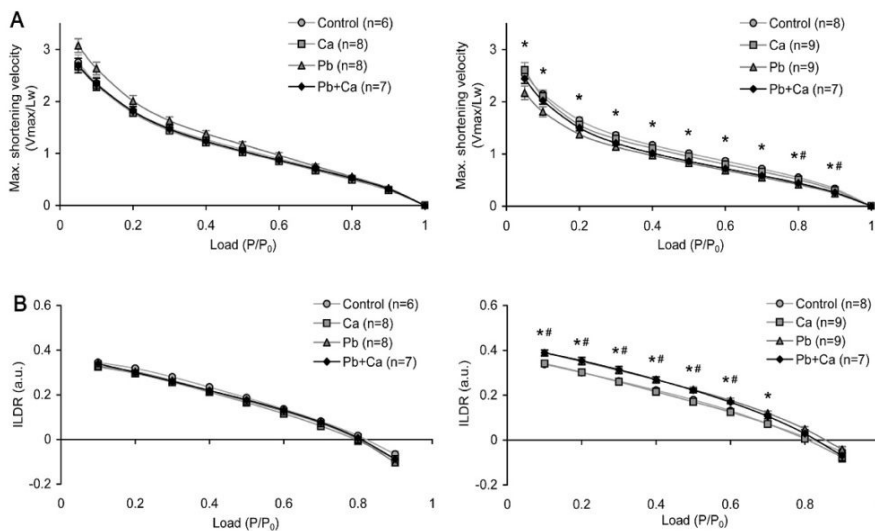 A
Max. shortening velocity
(Vmax/Lw)
3
2
1
0
0
0.2
0.4
0.6
0.8
1
Load (P/P₀)
Control (n=6)
Ca (n=8)
Pb (n=8)
Pb+Ca (n=7)
Max. shortening velocity
(Vmax/Lw)
3
2
1
0
0
0.2
0.4
0.6
0.8
1
Load (P/P₀)
Control (n=8)
Ca (n=9)
Pb (n=9)
Pb+Ca (n=7)
* * * * * * * * *# *#
B
ILDR (a.u.)
0.6
0.4
0.2
0
-0.2
0
0.2
0.4
0.6
0.8
1
Load (P/P₀)
Control (n=6)
Ca (n=8)
Pb (n=8)
Pb+Ca (n=7)
ILDR (a.u.)
0.6
0.4
0.2
0
-0.2
0
0.2
0.4
0.6
0.8
1
Load (P/P₀)
Control (n=8)
Ca (n=9)
Pb (n=9)
Pb+Ca (n=7)
*# *# *# *# *# *# *